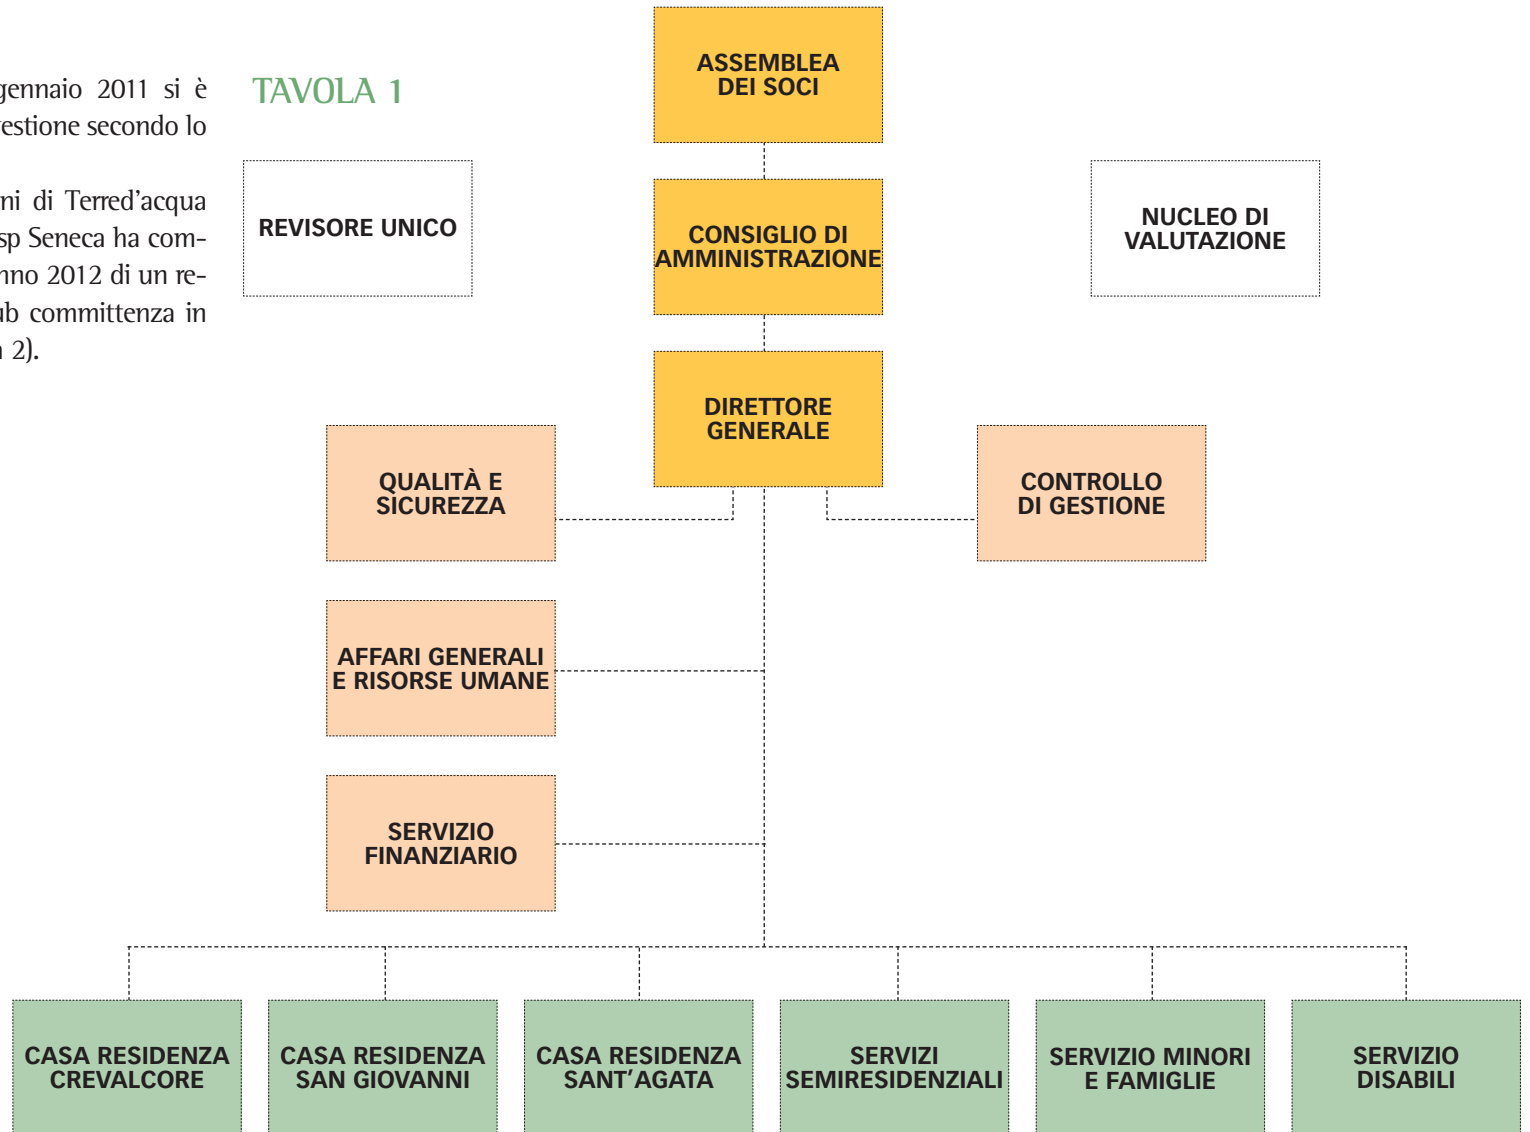 gennaio 2011 si è
estione secondo lo
ni di Terred'acqua
sp Seneca ha com-
nno 2012 di un re-
ub committenza in
2).
TAVOLA 1
ASSEMBLEA
DEI SOCI
REVISORE UNICO
CONSIGLIO DI
AMMINISTRAZIONE
NUCLEO DI
VALUTAZIONE
DIRETTORE
GENERALE
QUALITÀ E
SICUREZZA
CONTROLLO
DI GESTIONE
AFFARI GENERALI
E RISORSE UMANE
SERVIZIO
FINANZIARIO
CASA RESIDENZA
CREVALCORE
CASA RESIDENZA
SAN GIOVANNI
CASA RESIDENZA
SANT'AGATA
SERVIZI
SEMIRESIDENZIALI
SERVIZIO MINORI
E FAMIGLIE
SERVIZIO
DISABILI